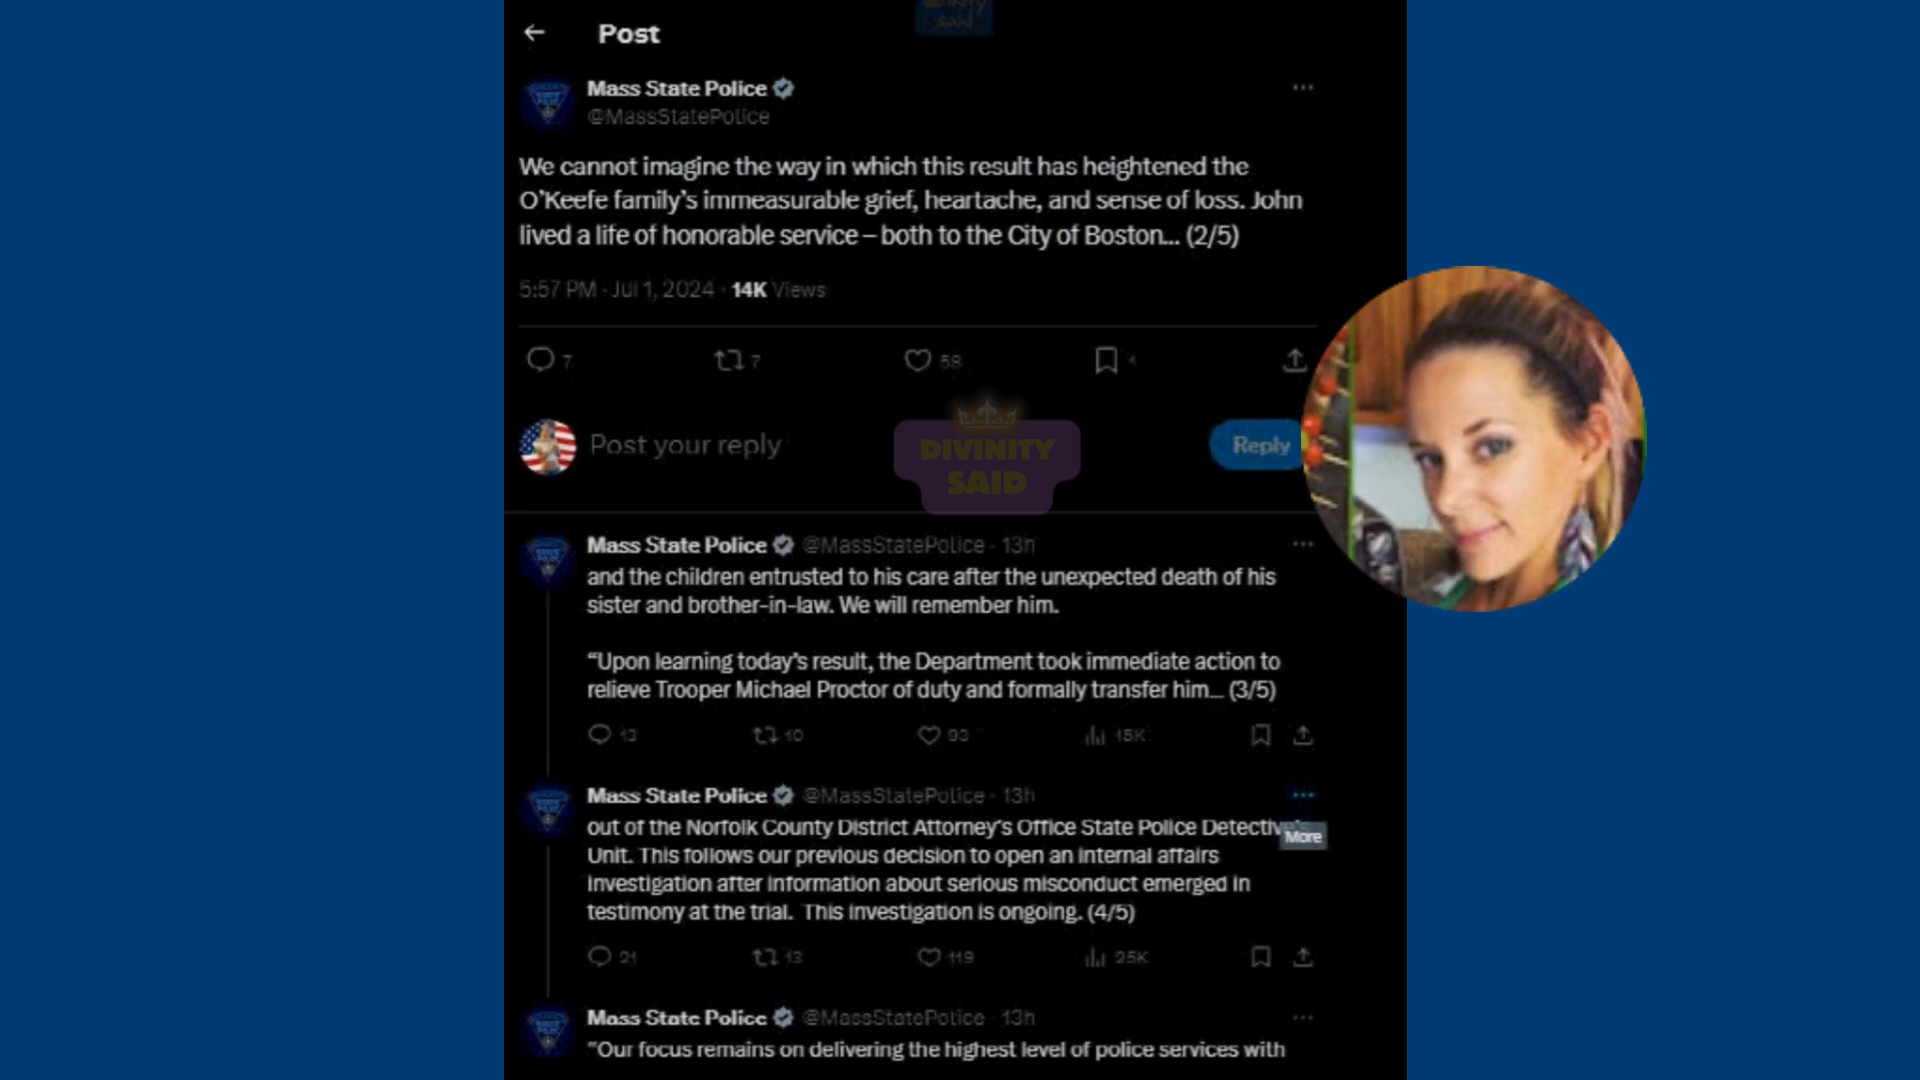 Post
Mass State Police
@MassStatePolice
We cannot imagine the way in which this result has heightened the
O'Keefe family's immeasurable grief, heartache, and sense of loss. John
lived a life of honorable service – both to the City of Boston... (2/5)
5:57 PM · Jul 1, 2024 · 14K Views
7 7 58
Post your reply
Reply
DIVINITY
SAID
Mass State Police @MassStatePolice · 13h
and the children entrusted to his care after the unexpected death of his
sister and brother-in-law. We will remember him.
“Upon learning today's result, the Department took immediate action to
relieve Trooper Michael Proctor of duty and formally transfer him... (3/5)
13 10 93 15K
Mass State Police @MassStatePolice · 13h
out of the Norfolk County District Attorney's Office State Police Detective's
More
Unit. This follows our previous decision to open an internal affairs
investigation after information about serious misconduct emerged in
testimony at the trial. This investigation is ongoing. (4/5)
21 13 119 25K
Mass State Police @MassStatePolice · 13h
“Our focus remains on delivering the highest level of police services with